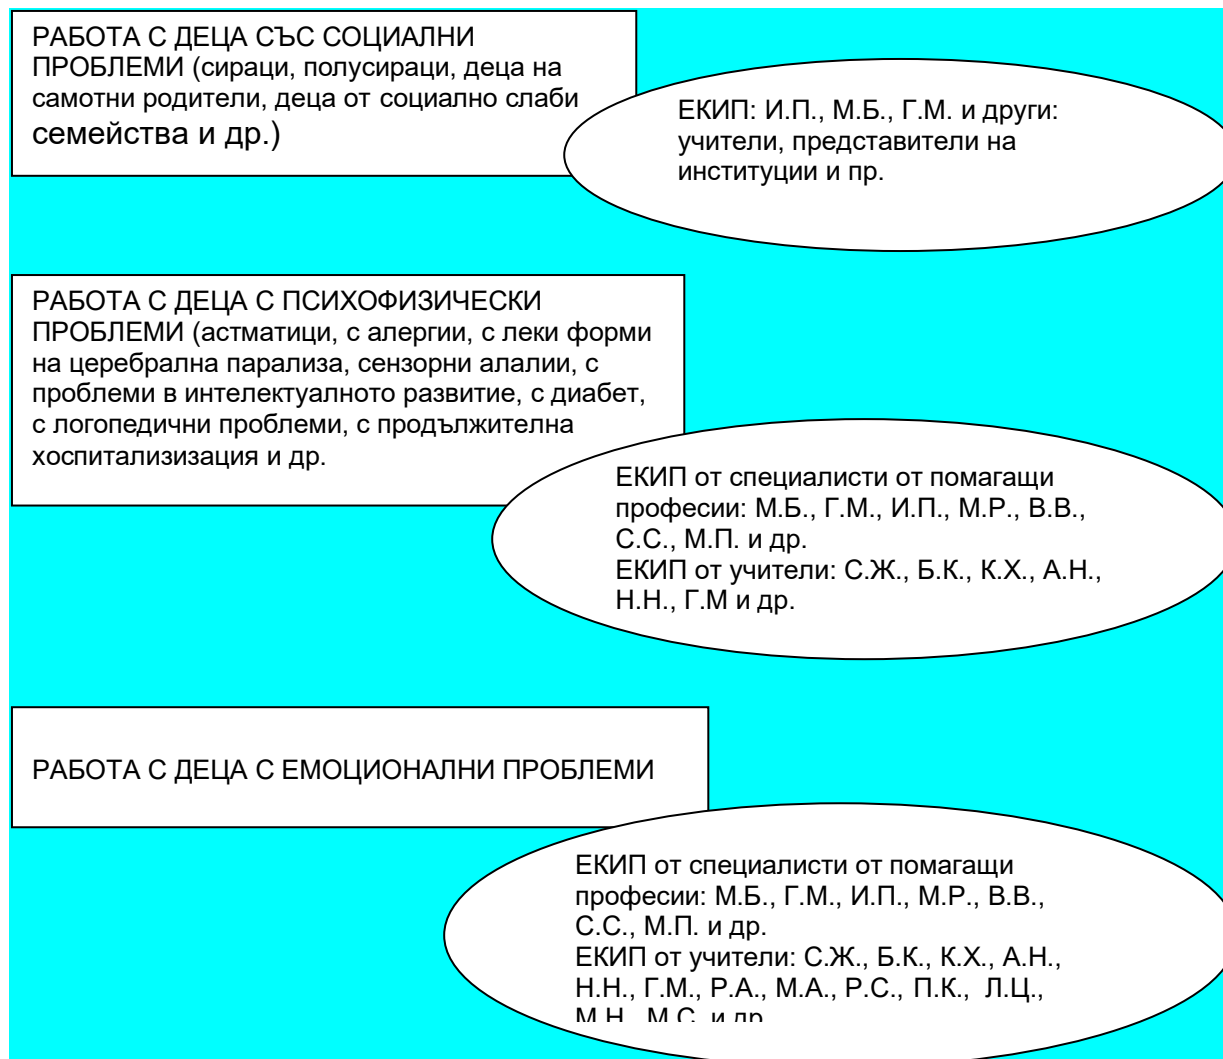 РАБОТА С ДЕЦА СЪС СОЦИАЛНИ
ПРОБЛЕМИ (сираци, полусираци, деца на
самотни родители, деца от социално слаби
семейства и др.)
ЕКИП: И.П., М.Б., Г.М. и други:
учители, представители на
институции и пр.
РАБОТА С ДЕЦА С ПСИХОФИЗИЧЕСКИ
ПРОБЛЕМИ (астматици, с алергии, с леки форми
на церебрална парализа, сензорни алалии, с
проблеми в интелектуалното развитие, с диабет,
с логопедични проблеми, с продължителна
хоспитализизация и др.
ЕКИП от специалисти от помагащи
професии: М.Б., Г.М., И.П., М.Р., В.В.,
С.С., М.П. и др.
ЕКИП от учители: С.Ж., Б.К., К.Х., А.Н.,
Н.Н., Г.М и др.
РАБОТА С ДЕЦА С ЕМОЦИОНАЛНИ ПРОБЛЕМИ
ЕКИП от специалисти от помагащи
професии: М.Б., Г.М., И.П., М.Р., В.В.,
С.С., М.П. и др.
ЕКИП от учители: С.Ж., Б.К., К.Х., А.Н.,
Н.Н., Г.М., Р.А., М.А., Р.С., П.К., Л.Ц.,
М.Н., М.С. и др.